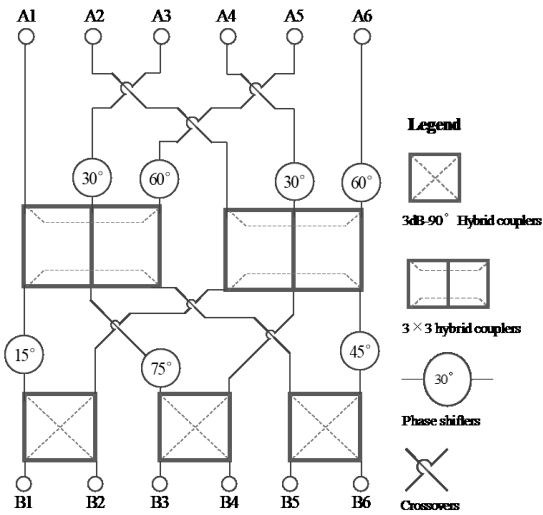 A1 A2 A3 A4 A5 A6
Legend
30° 60° 30° 60°
3dB-90° Hybrid couplers
3×3 hybrid couplers
15° 75° 45°
30°
Phase shifters
B1 B2 B3 B4 B5 B6
Crossovers